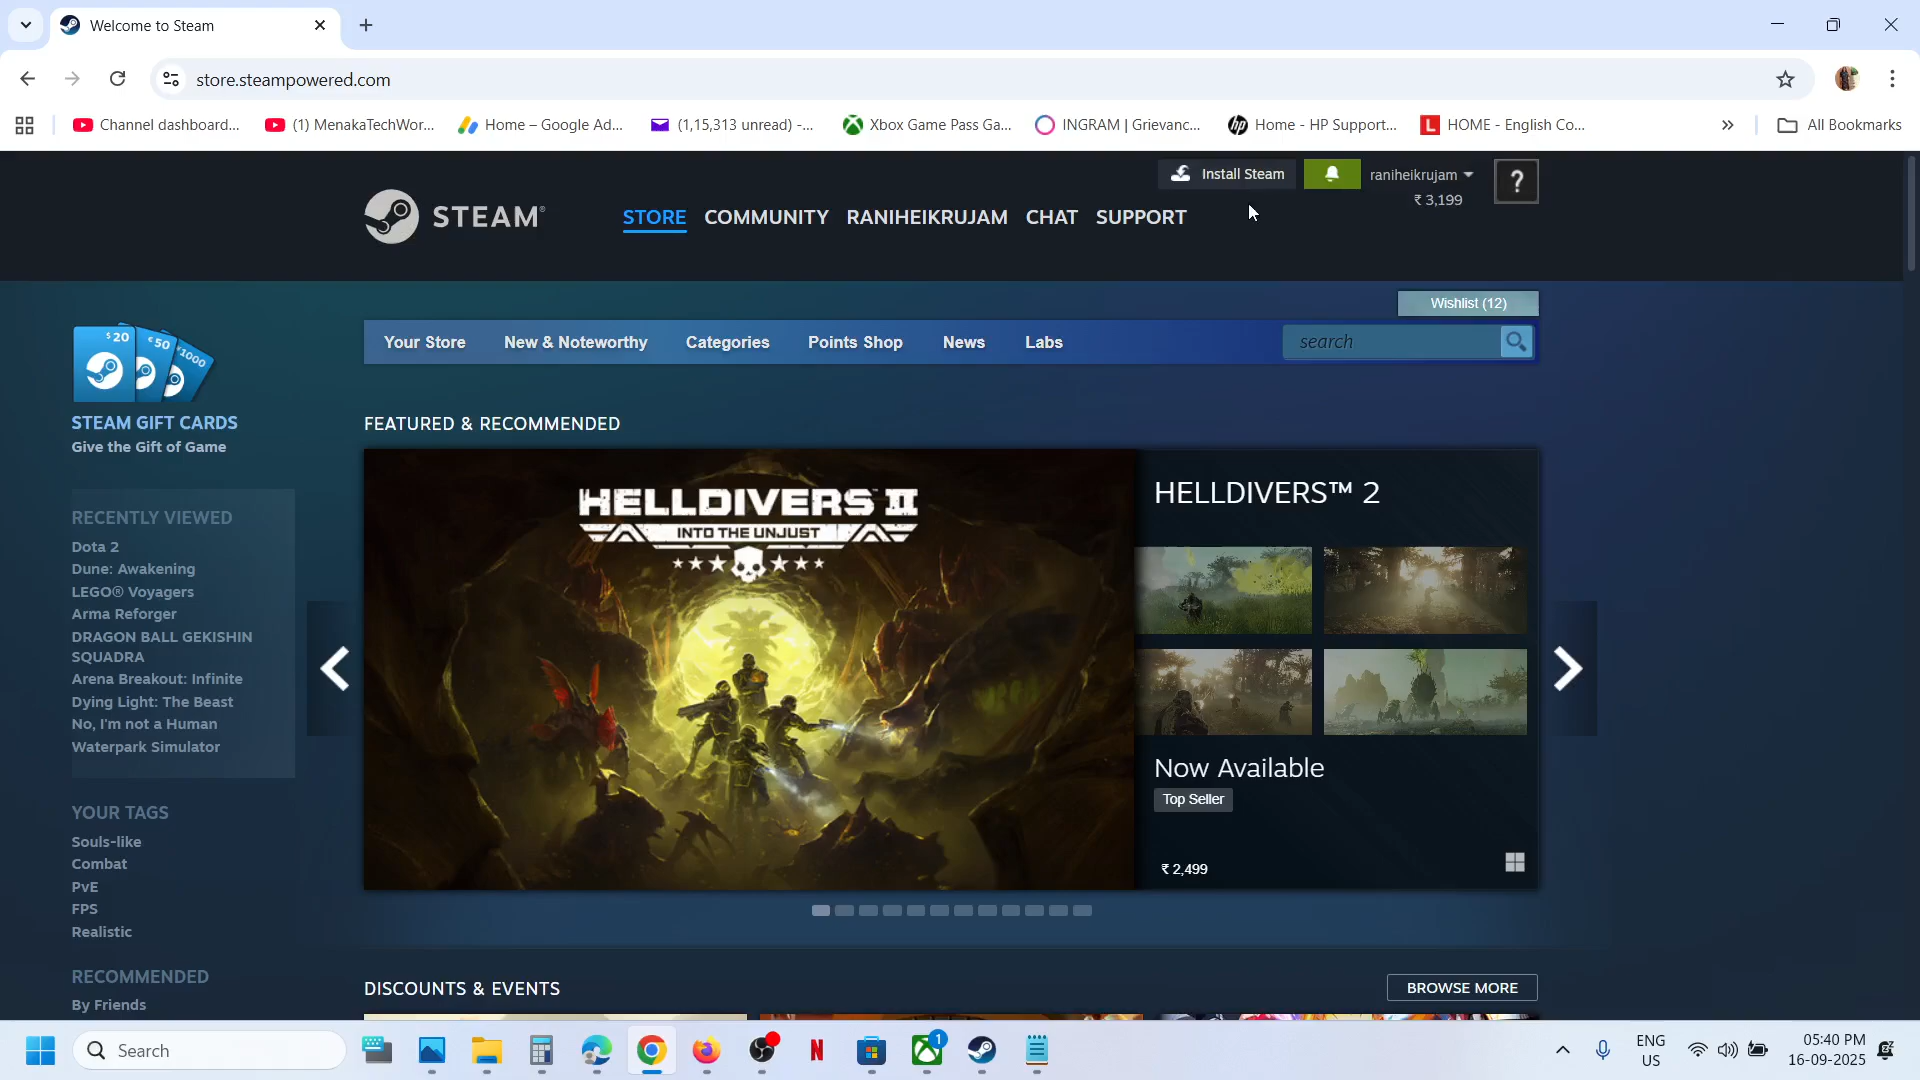 Welcome to Steam
store.steampowered.com
Channel dashboard...
(1) MenakaTechWor...
Home – Google Ad...
(1,15,313 unread) -...
Xbox Game Pass Ga...
INGRAM | Grievanc...
Home - HP Support...
HOME - English Co...
All Bookmarks
Install Steam
raniheikrujam
₹ 3,199
STEAM®
STORE COMMUNITY RANIHEIKRUJAM CHAT SUPPORT
Wishlist (12)
Your Store New & Noteworthy Categories Points Shop News Labs
search
$20
€50
¥1000
STEAM GIFT CARDS
Give the Gift of Game
FEATURED & RECOMMENDED
HELLDIVERS II
INTO THE UNJUST
HELLDIVERS™ 2
Now Available
Top Seller
₹ 2,499
RECENTLY VIEWED
Dota 2
Dune: Awakening
LEGO® Voyagers
Arma Reforger
DRAGON BALL GEKISHIN
SQUADRA
Arena Breakout: Infinite
Dying Light: The Beast
No, I'm not a Human
Waterpark Simulator
YOUR TAGS
Souls-like
Combat
PvE
FPS
Realistic
RECOMMENDED
By Friends
DISCOUNTS & EVENTS
BROWSE MORE
Search
1
ENG
US
05:40 PM
16-09-2025